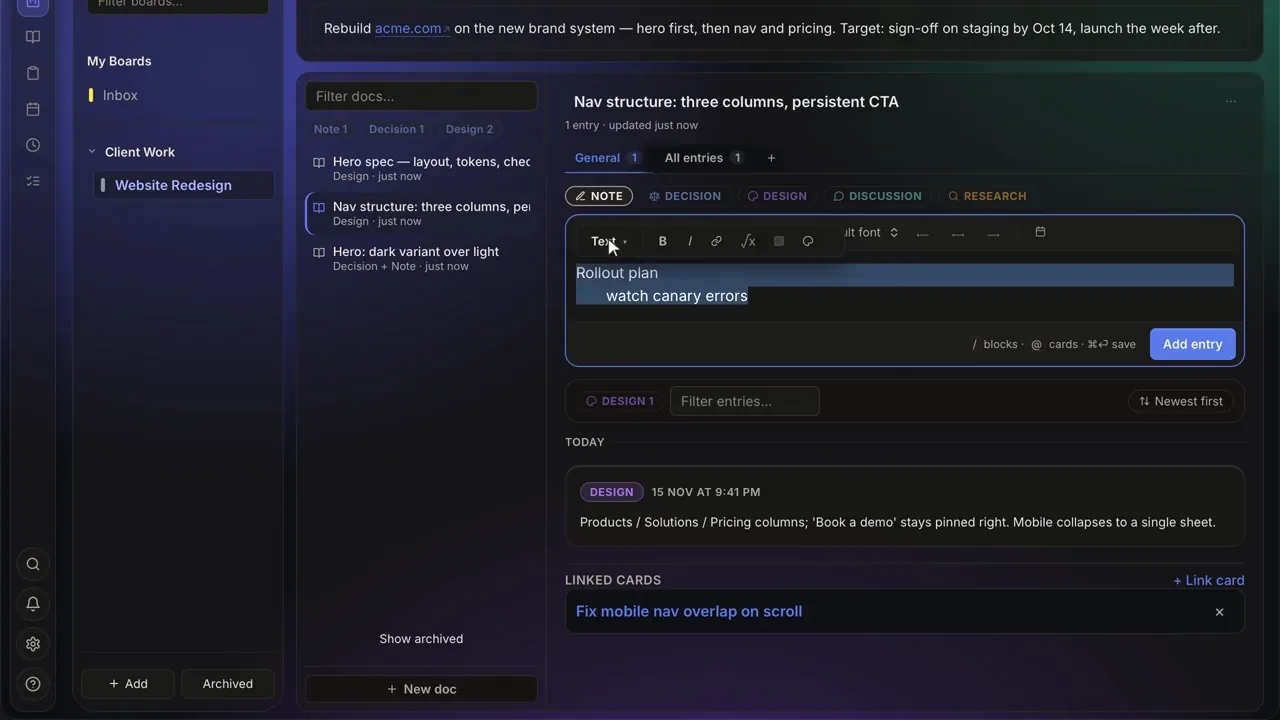 Filter boards...
My Boards
Inbox
Client Work
Website Redesign
+ Add
Archived
Rebuild acme.com↗ on the new brand system — hero first, then nav and pricing. Target: sign-off on staging by Oct 14, launch the week after.
Filter docs...
Note 1 Decision 1 Design 2
Hero spec — layout, tokens, chec
Design · just now
Nav structure: three columns, per
Design · just now
Hero: dark variant over light
Decision + Note · just now
Show archived
+ New doc
Nav structure: three columns, persistent CTA
...
1 entry · updated just now
General 1 All entries 1 +
NOTE DECISION DESIGN DISCUSSION RESEARCH
Text B I √x ult font
Rollout plan
watch canary errors
/ blocks · @ cards · ⌘⏎ save
Add entry
DESIGN 1
Filter entries...
Newest first
TODAY
DESIGN 15 NOV AT 9:41 PM
Products / Solutions / Pricing columns; 'Book a demo' stays pinned right. Mobile collapses to a single sheet.
LINKED CARDS
+ Link card
Fix mobile nav overlap on scroll
×